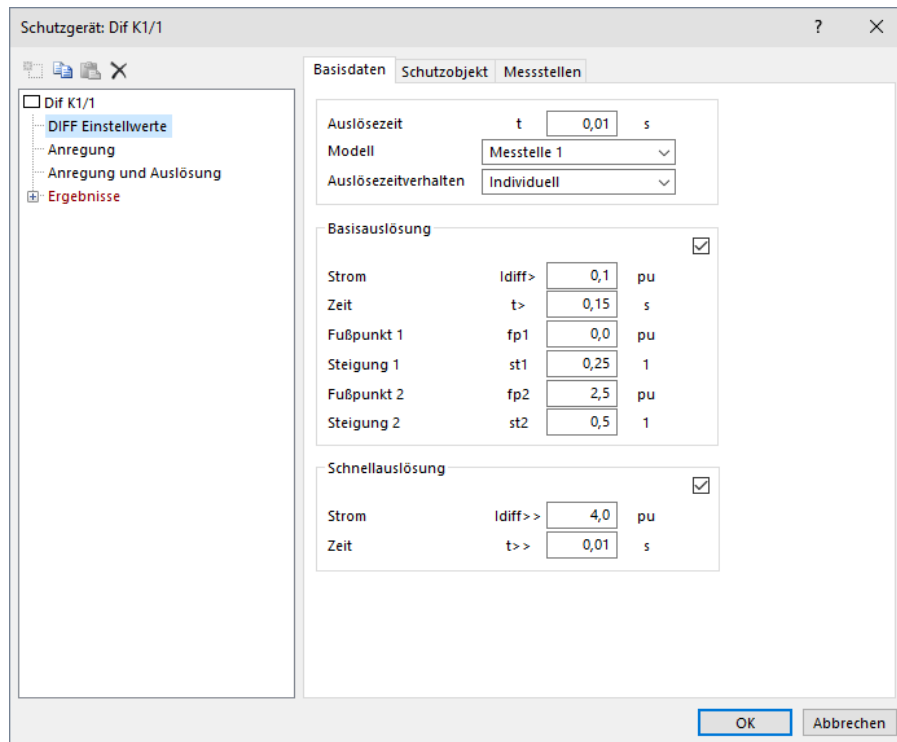 Schutzgerät: Dif K1/1
?
Dif K1/1
DIFF Einstellwerte
Anregung
Anregung und Auslösung
Ergebnisse
Basisdaten Schutzobjekt Messstellen
Auslösezeit t 0,01 s
Modell Messtelle 1
Auslösezeitverhalten Individuell
Basisauslösung
Strom Idiff> 0,1 pu
Zeit t> 0,15 s
Fußpunkt 1 fp1 0,0 pu
Steigung 1 st1 0,25 1
Fußpunkt 2 fp2 2,5 pu
Steigung 2 st2 0,5 1
Schnellauslösung
Strom Idiff>> 4,0 pu
Zeit t>> 0,01 s
OK Abbrechen